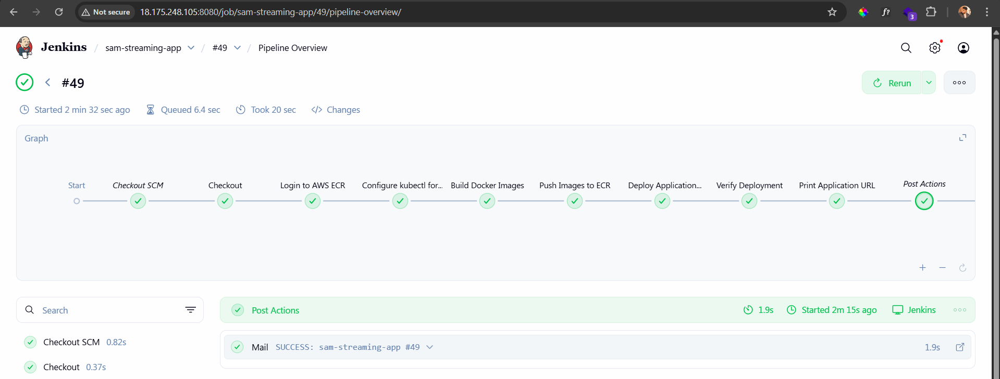 Not secure 18.175.248.105:8080/job/sam-streaming-app/49/pipeline-overview/
f?
3
Jenkins / sam-streaming-app / #49 / Pipeline Overview
#49
Rerun
Started 2 min 32 sec ago Queued 6.4 sec Took 20 sec Changes
Graph
Start Checkout SCM Checkout Login to AWS ECR Configure kubectl for... Build Docker Images Push Images to ECR Deploy Application... Verify Deployment Print Application URL Post Actions
Search
Post Actions 1.9s Started 2m 15s ago Jenkins
Checkout SCM 0.82s
Mail SUCCESS: sam-streaming-app #49 1.9s
Checkout 0.37s